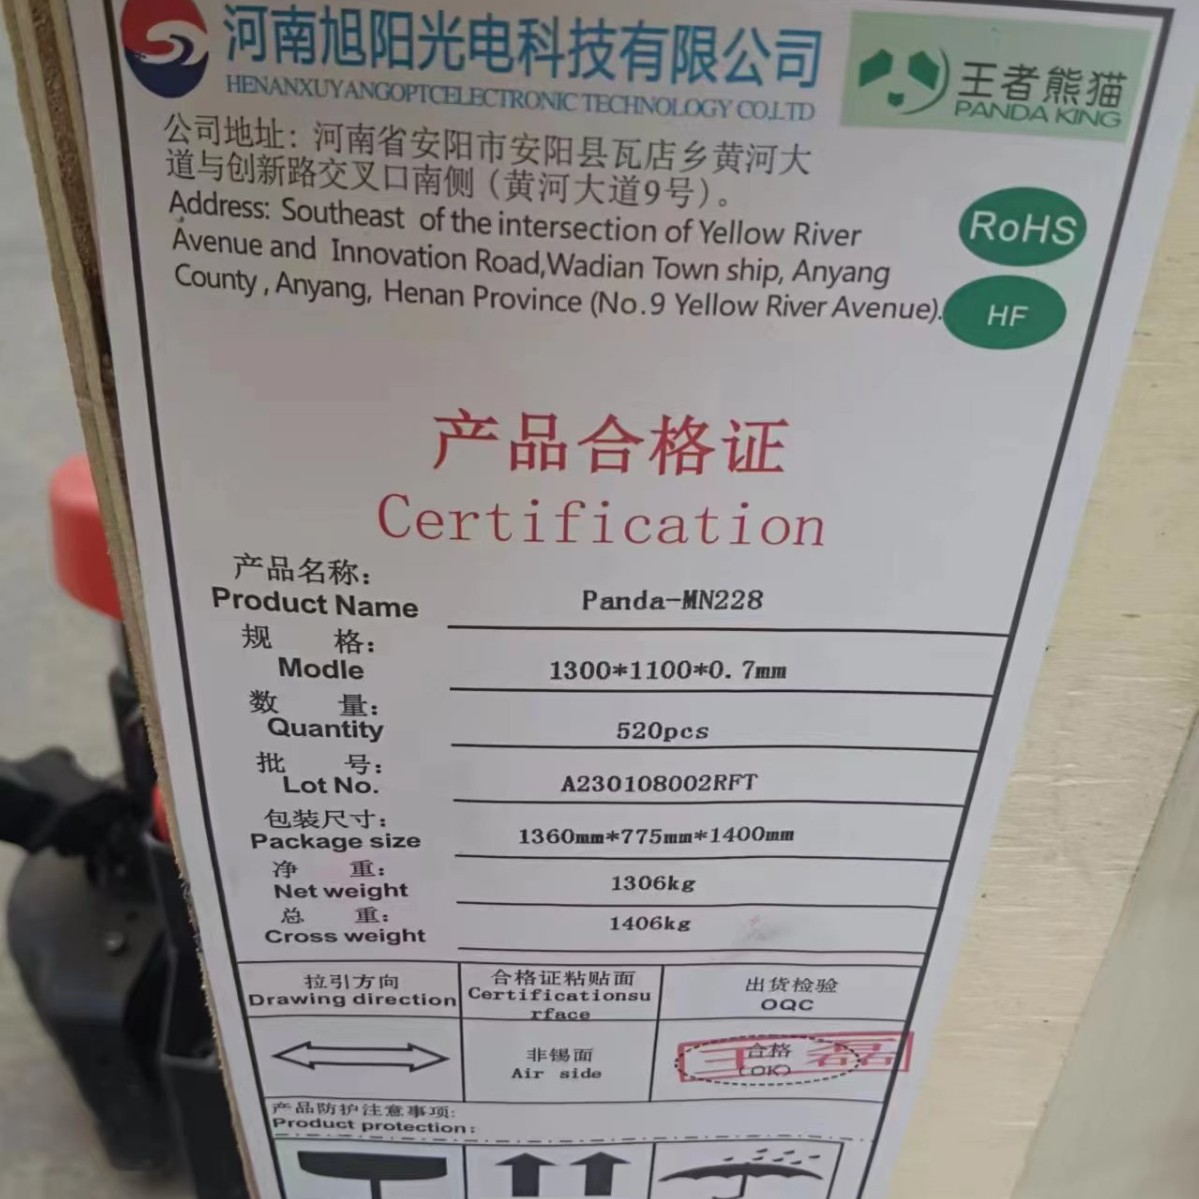 河南旭阳光电科技有限公司
HENANXUYANGOPTCELECTRONIC TECHNOLOGY CO.LTD
王者熊猫
PANDA KING
公司地址：河南省安阳市安阳县瓦店乡黄河大
道与创新路交叉口南侧（黄河大道9号）。
Address: Southeast of the intersection of Yellow River
Avenue and Innovation Road,Wadian Town ship, Anyang
County , Anyang, Henan Province (No.9 Yellow River Avenue).
RoHS
HF
产品合格证
Certification
产品名称：
Product Name Panda-MN228
规 格：
Modle 1300*1100*0.7mm
数 量：
Quantity 520pcs
批 号：
Lot No. A230108002RFT
包装尺寸：
Package size 1360mm*775mm*1400mm
净 重：
Net weight 1306kg
总 重：
Cross weight 1406kg
拉引方向
Drawing direction
合格证粘贴面
Certificationsu
rface
出货检验
OQC
非锡面
Air side
合格
(OK)
王磊
产品防护注意事项：
Product protection：